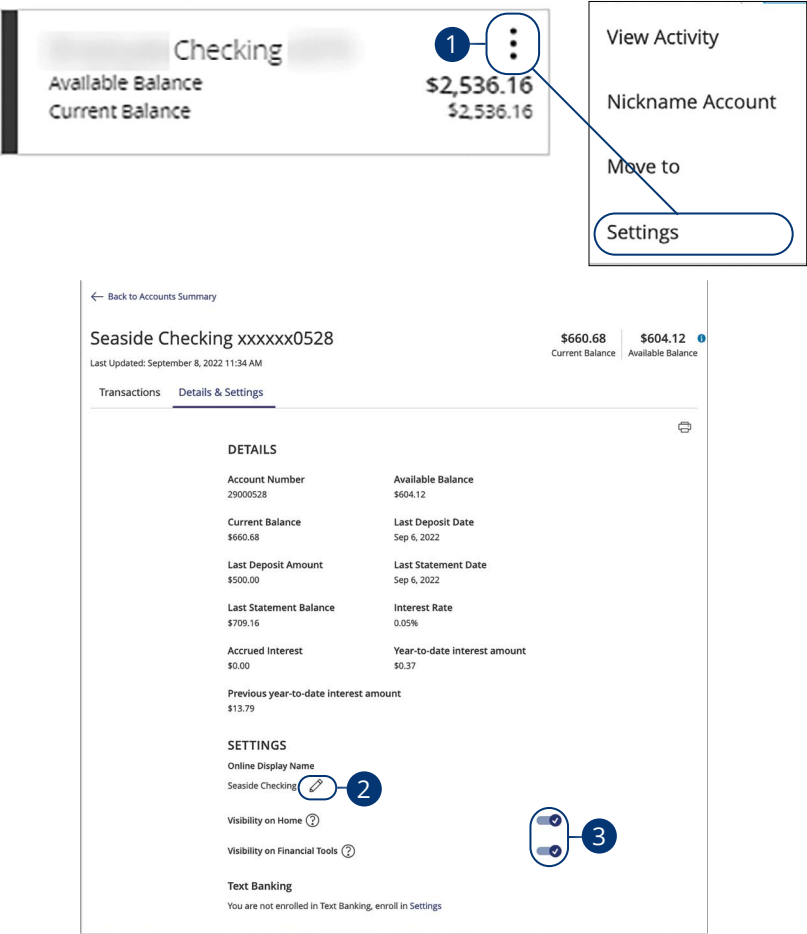 Checking
Available Balance $2,536.16
Current Balance $2,536.16
1
View Activity
Nickname Account
Move to
Settings
Back to Accounts Summary
Seaside Checking xxxxxx0528
Last Updated: September 8, 2022 11:34 AM
$660.68 $604.12
Current Balance Available Balance
Transactions Details & Settings
DETAILS
Account Number Available Balance
29000528 $604.12
Current Balance Last Deposit Date
$660.68 Sep 6, 2022
Last Deposit Amount Last Statement Date
$500.00 Sep 6, 2022
Last Statement Balance Interest Rate
$709.16 0.05%
Accrued Interest Year-to-date interest amount
$0.00 $0.37
Previous year-to-date interest amount
$13.79
SETTINGS
Online Display Name
Seaside Checking 2
Visibility on Home ?
3
Visibility on Financial Tools ?
Text Banking
You are not enrolled in Text Banking, enroll in Settings